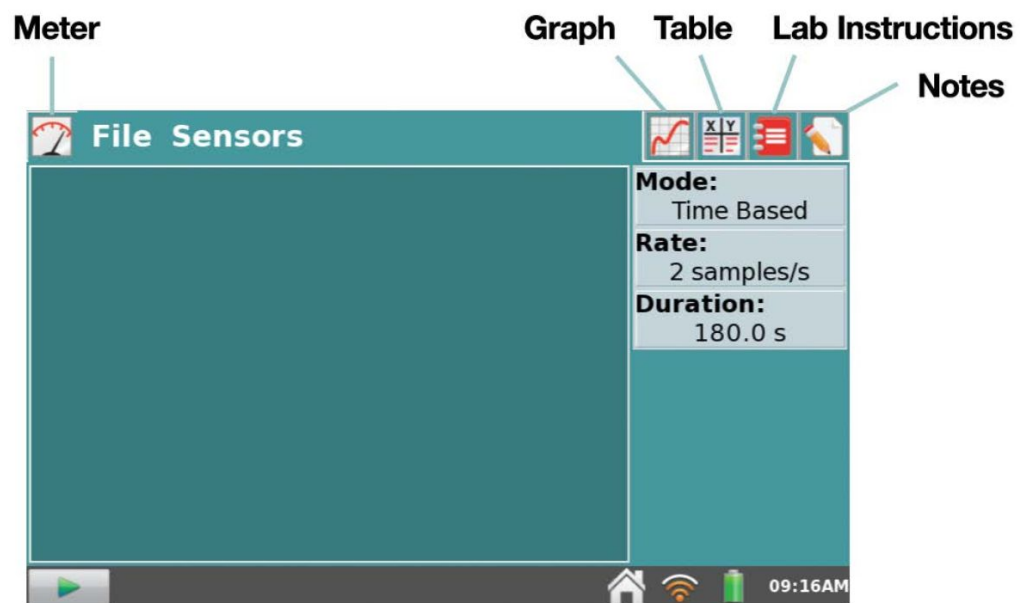 Meter
Graph Table Lab Instructions
Notes
File Sensors
X Y
Mode:
Time Based
Rate:
2 samples/s
Duration:
180.0 s
09:16AM